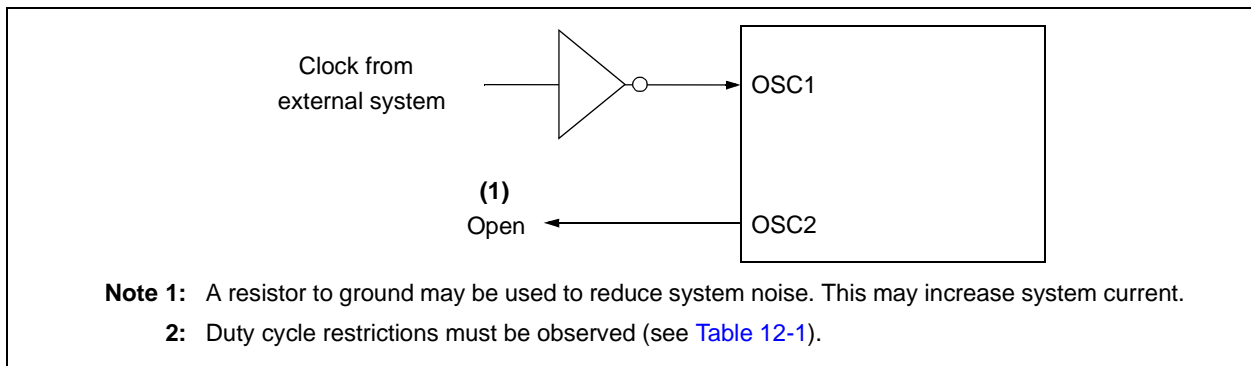 Clock from
external system
OSC1
(1)
Open
OSC2
Note 1: A resistor to ground may be used to reduce system noise. This may increase system current.
2: Duty cycle restrictions must be observed (see Table 12-1).